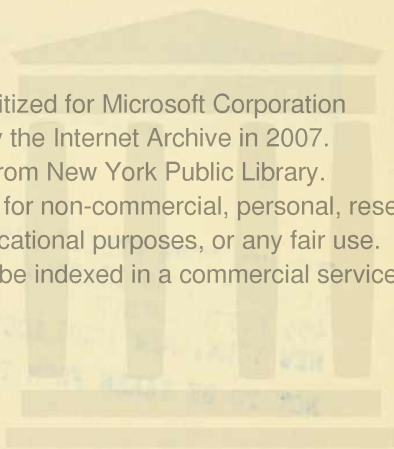 itized for Microsoft Corporation
y the Internet Archive in 2007.
rom New York Public Library.
for non-commercial, personal, rese
cational purposes, or any fair use.
be indexed in a commercial service